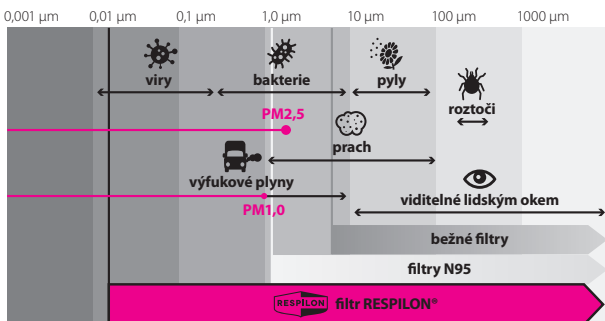 0,001 µm 0,01 µm 0,1 µm 1,0 µm 10 µm 100 µm 1000 µm
viry bakterie pyly
roztoči
PM2,5
prach
výfukové plyny
viditelné lidským okem
PM1,0
bežné filtry
filtry N95
RESPILON filtr RESPILON®